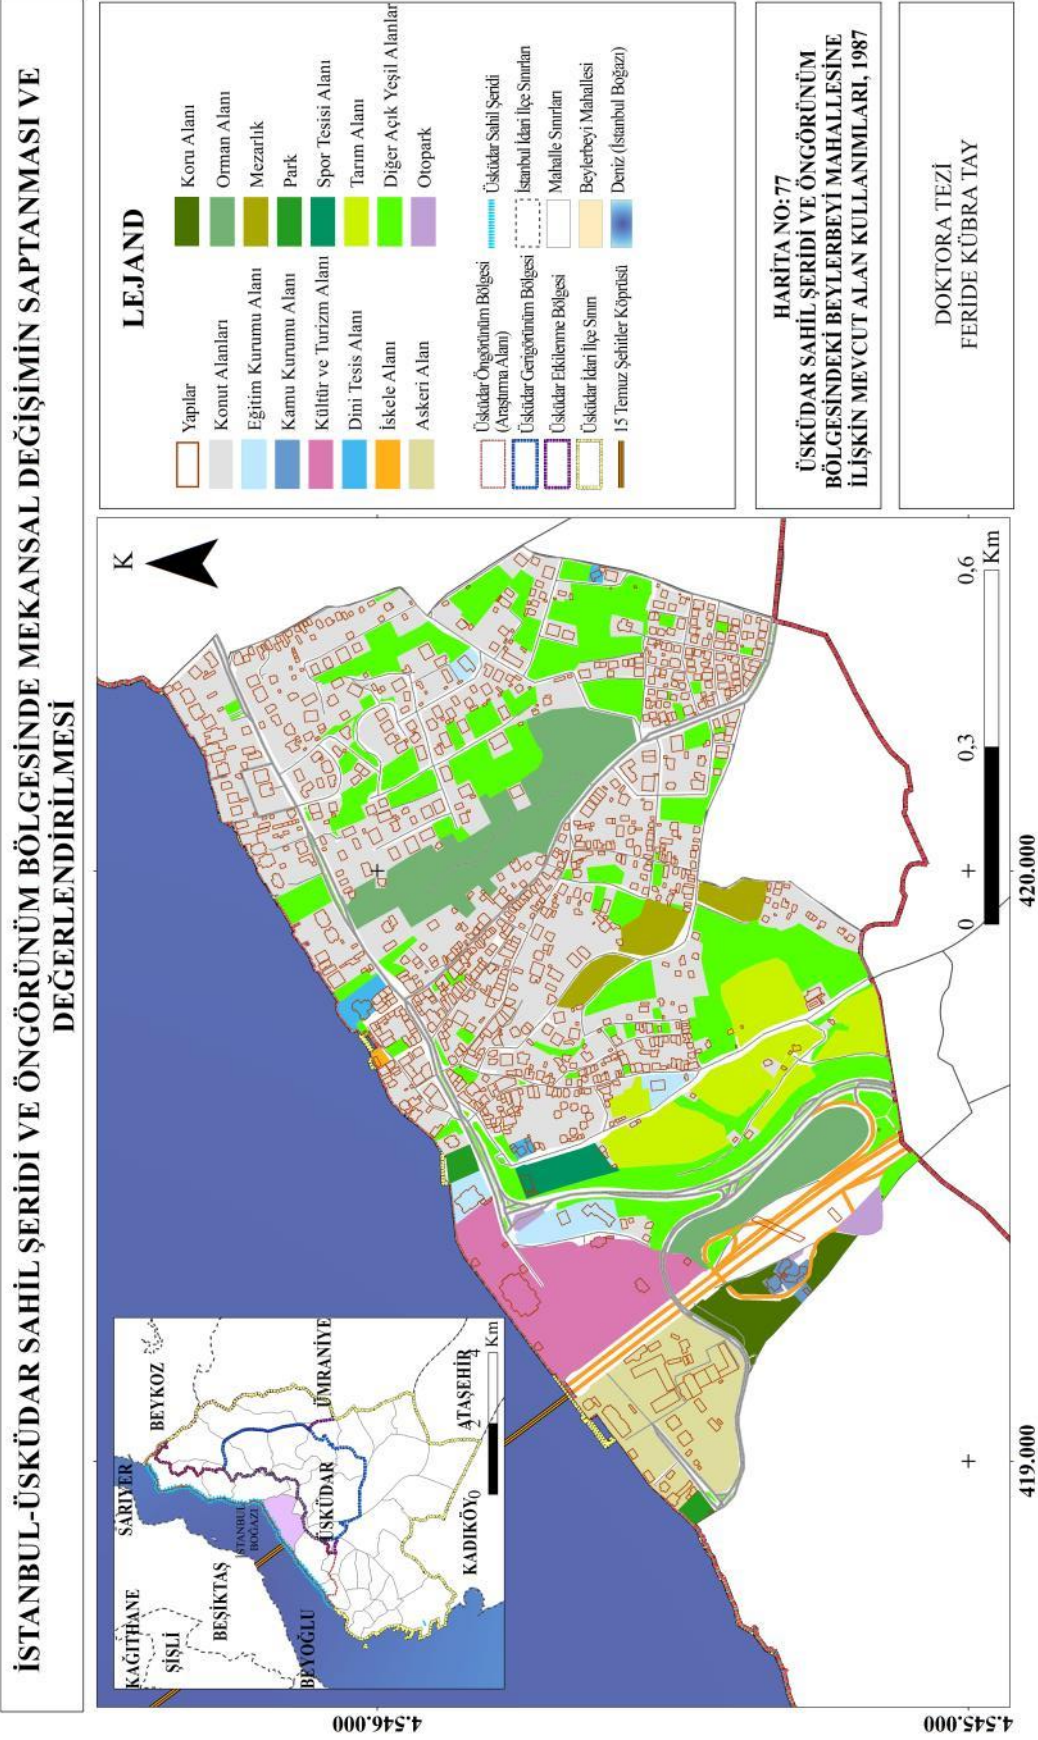 İSTANBUL-ÜSKÜDAR SAHİL ŞERİDİ VE ÖNGÖRÜNÜM BÖLGESİNDE MEKANSAL DEĞİŞİMİN SAPTANMASI VE
DEĞERLENDİRİLMESİ
KAĞITHANE
SARIYER
BEYKOZ
ŞİŞLİ
BEŞİKTAŞ
İSTANBUL
BOĞAZI
BEYOĞLU
ÜSKÜDAR
ÜMRANİYE
KADIKÖY
ATAŞEHİR
0
2
4
Km
K
4.546.000
4.545.000
419.000
420.000
0
0,3
0,6
Km
LEJAND
Yapılar
Konut Alanları
Eğitim Kurumu Alanı
Kamu Kurumu Alanı
Kültür ve Turizm Alanı
Dini Tesis Alanı
İskele Alanı
Askeri Alan
Koru Alanı
Orman Alanı
Mezarlık
Park
Spor Tesisi Alanı
Tarım Alanı
Diğer Açık Yeşil Alanlar
Otopark
Üsküdar Öngörünüm Bölgesi
(Araştırma Alanı)
Üsküdar Gerigörünüm Bölgesi
Üsküdar Etkilenme Bölgesi
Üsküdar İdari İlçe Sınırı
15 Temuz Şehitler Köprüsü
Üsküdar Sahil Şeridi
İstanbul İdari İlçe Sınırları
Mahalle Sınırları
Beylerbeyi Mahallesi
Deniz (İstanbul Boğazı)
HARİTA NO:77
ÜSKÜDAR SAHİL ŞERİDİ VE ÖNGÖRÜNÜM
BÖLGESİNDEKİ BEYLERBEYİ MAHALLESİNE
İLİŞKİN MEVCUT ALAN KULLANIMLARI, 1987
DOKTORA TEZİ
FERİDE KÜBRA TAY